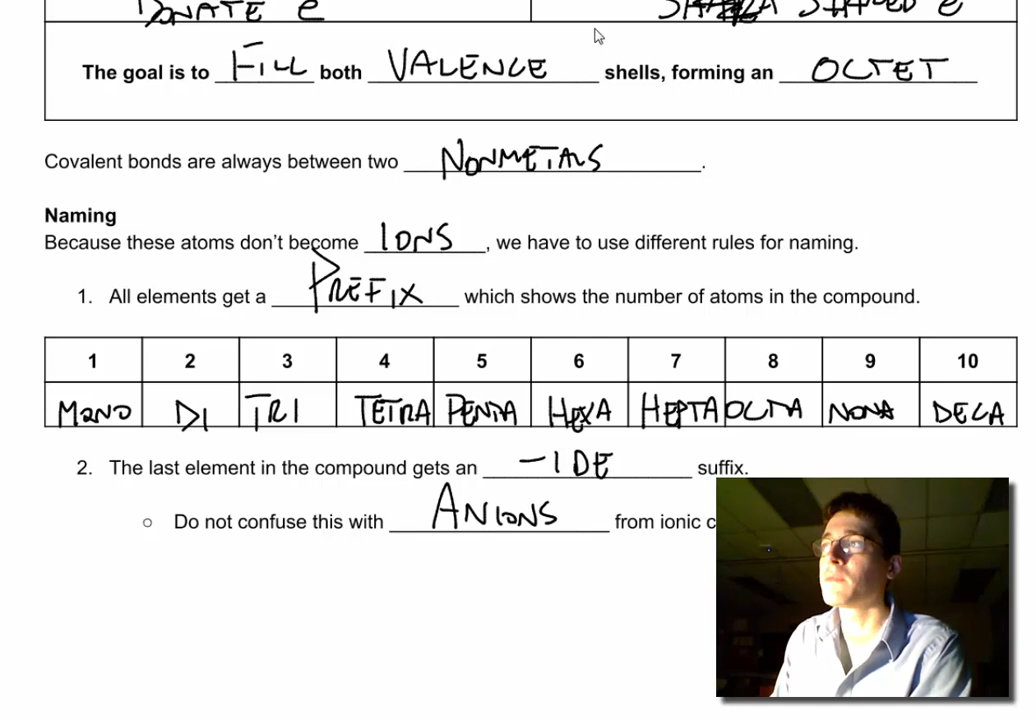 DONATE e SHARED e
The goal is to FILL both VALENCE shells, forming an OCTET
Covalent bonds are always between two NONMETALS.
Naming
Because these atoms don't become IONS, we have to use different rules for naming.
1. All elements get a PREFIX which shows the number of atoms in the compound.
1 2 3 4 5 6 7 8 9 10
MONO DI TRI TETRA PENTA HEXA HEPTA OCTA NONA DECA
2. The last element in the compound gets an -IDE suffix.
○ Do not confuse this with ANIONS from ionic c